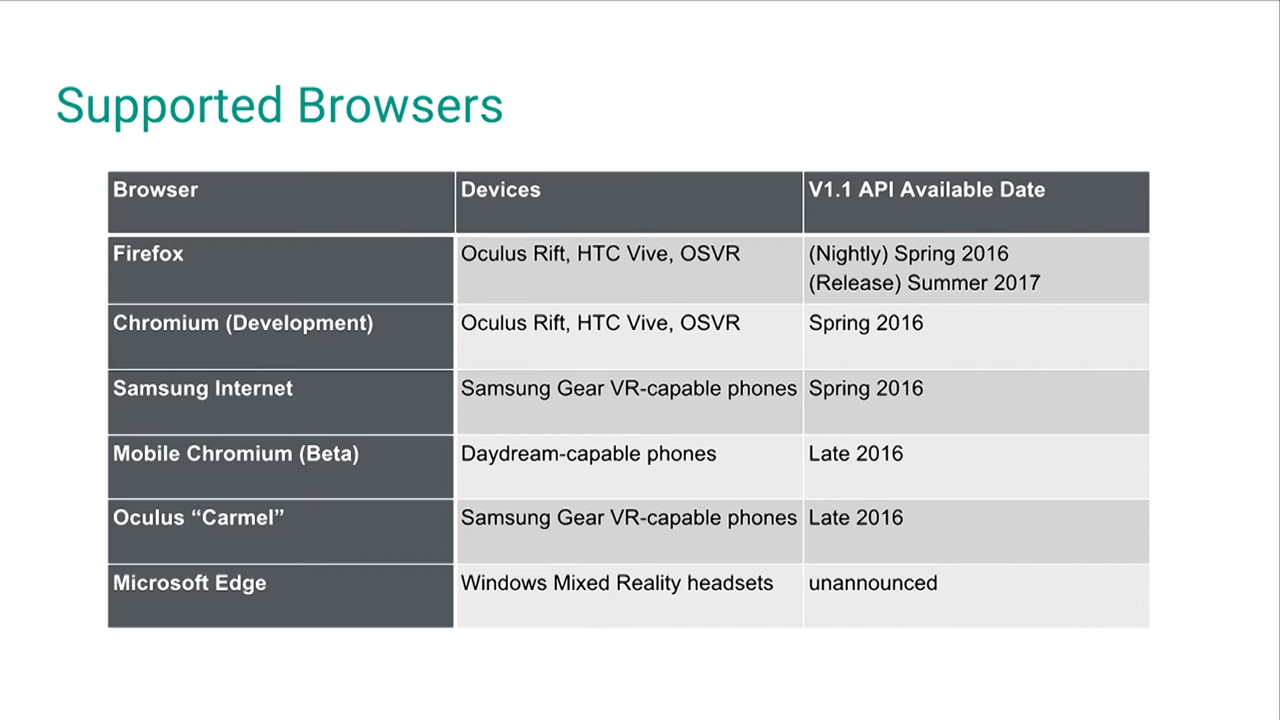 Supported Browsers
Browser Devices V1.1 API Available Date
Firefox Oculus Rift, HTC Vive, OSVR (Nightly) Spring 2016
(Release) Summer 2017
Chromium (Development) Oculus Rift, HTC Vive, OSVR Spring 2016
Samsung Internet Samsung Gear VR-capable phones Spring 2016
Mobile Chromium (Beta) Daydream-capable phones Late 2016
Oculus “Carmel” Samsung Gear VR-capable phones Late 2016
Microsoft Edge Windows Mixed Reality headsets unannounced